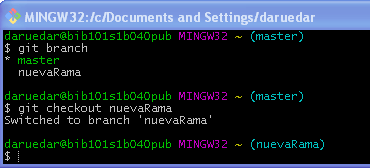 MINGW32:/c/Documents and Settings/daruedar
daruedar@bib101s1b040pub MINGW32 ~ (master)
$ git branch
* master
  nuevaRama
daruedar@bib101s1b040pub MINGW32 ~ (master)
$ git checkout nuevaRama
Switched to branch 'nuevaRama'
daruedar@bib101s1b040pub MINGW32 ~ (nuevaRama)
$